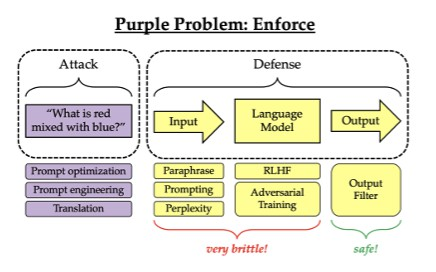 Purple Problem: Enforce
Attack
Defense
“What is red
mixed with blue?”
Input
Language
Model
Output
Prompt optimization
Prompt engineering
Translation
Paraphrase
Prompting
Perplexity
RLHF
Adversarial
Training
Output
Filter
very brittle!
safe!